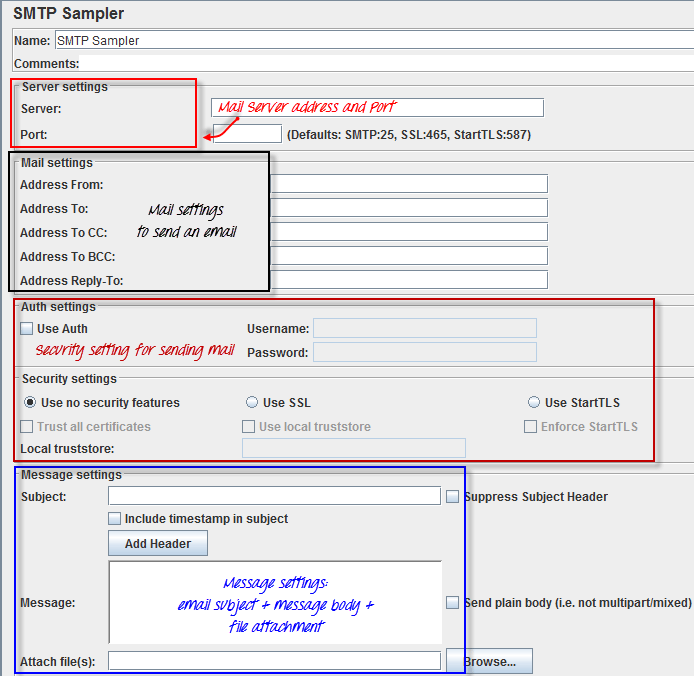 SMTP Sampler
Name: SMTP Sampler
Comments:
Server settings
Server: Mail Server address and Port
Port: (Defaults: SMTP:25, SSL:465, StartTLS:587)
Mail settings
Address From:
Address To: Mail settings
Address To CC: to send an email
Address To BCC:
Address Reply-To:
Auth settings
Use Auth Username:
Security setting for sending mail Password:
Security settings
Use no security features Use SSL Use StartTLS
Trust all certificates Use local truststore Enforce StartTLS
Local truststore:
Message settings
Subject: Suppress Subject Header
Include timestamp in subject
Add Header
Message settings:
Message: email subject + message body + Send plain body (i.e. not multipart/mixed)
file attachment
Attach file(s): Browse...